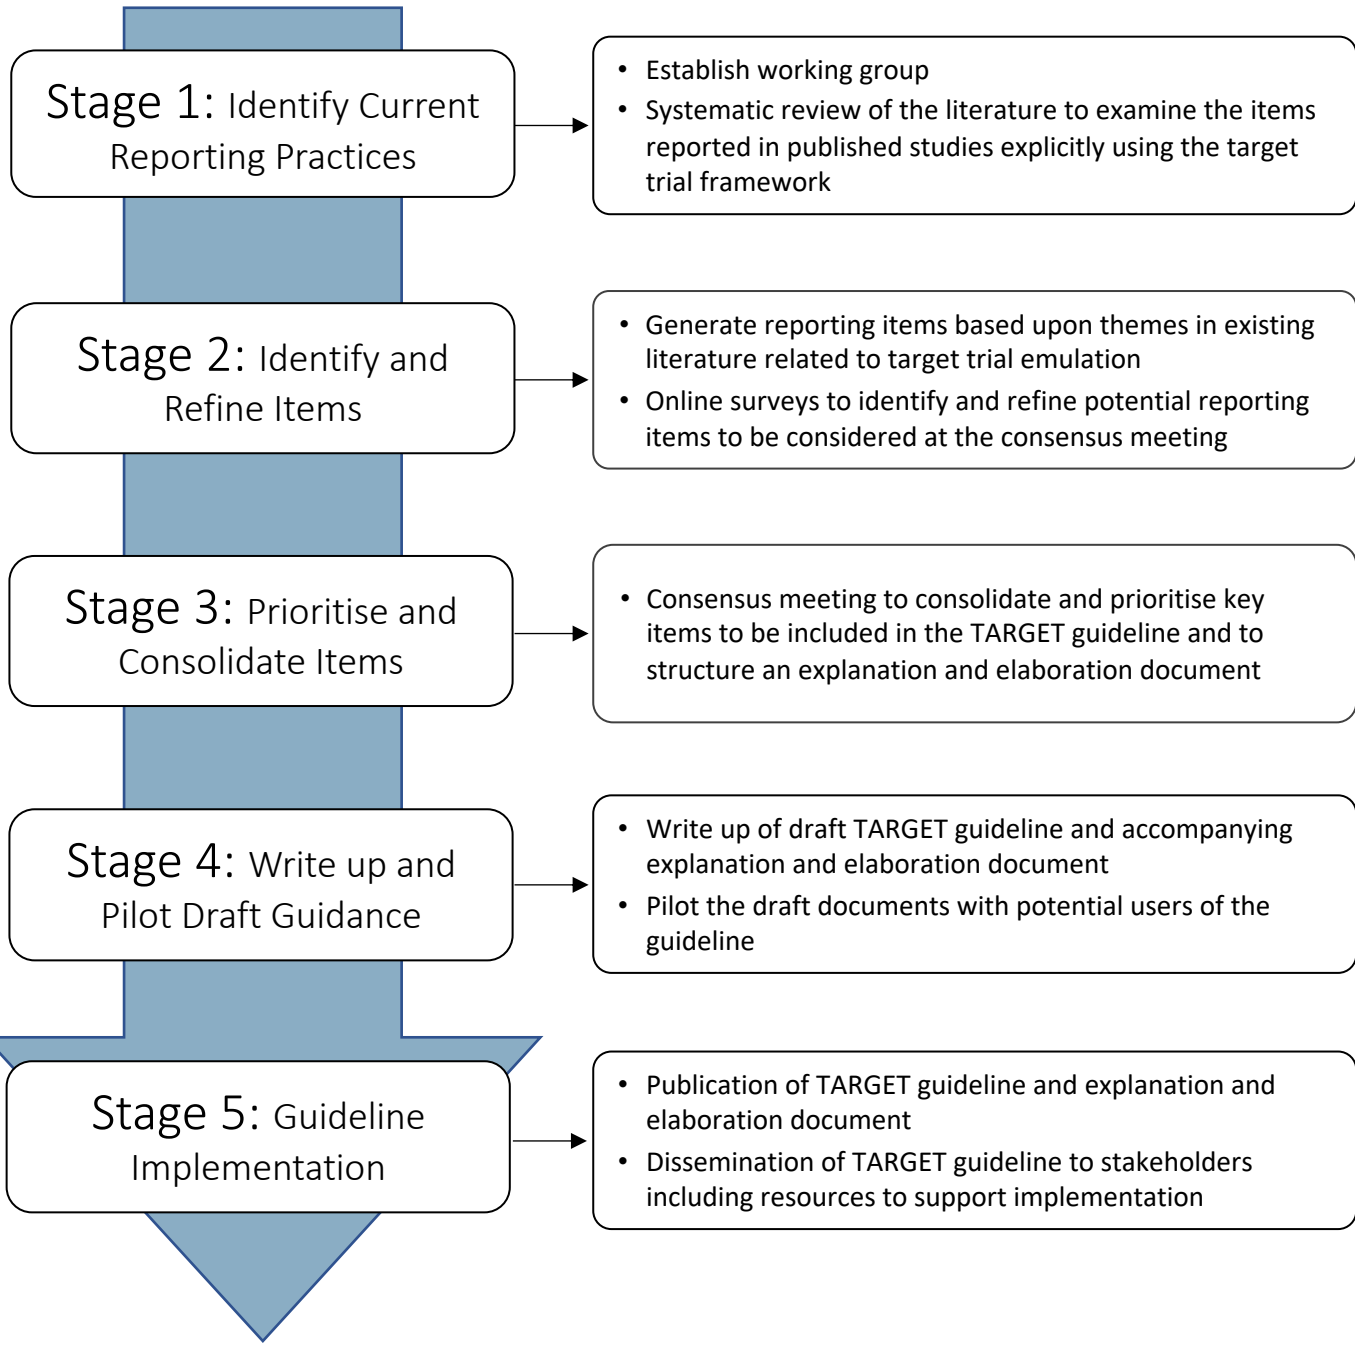 Stage 1: Identify Current
Reporting Practices
• Establish working group
• Systematic review of the literature to examine the items
reported in published studies explicitly using the target
trial framework
Stage 2: Identify and
Refine Items
• Generate reporting items based upon themes in existing
literature related to target trial emulation
• Online surveys to identify and refine potential reporting
items to be considered at the consensus meeting
Stage 3: Prioritise and
Consolidate Items
• Consensus meeting to consolidate and prioritise key
items to be included in the TARGET guideline and to
structure an explanation and elaboration document
Stage 4: Write up and
Pilot Draft Guidance
• Write up of draft TARGET guideline and accompanying
explanation and elaboration document
• Pilot the draft documents with potential users of the
guideline
Stage 5: Guideline
Implementation
• Publication of TARGET guideline and explanation and
elaboration document
• Dissemination of TARGET guideline to stakeholders
including resources to support implementation